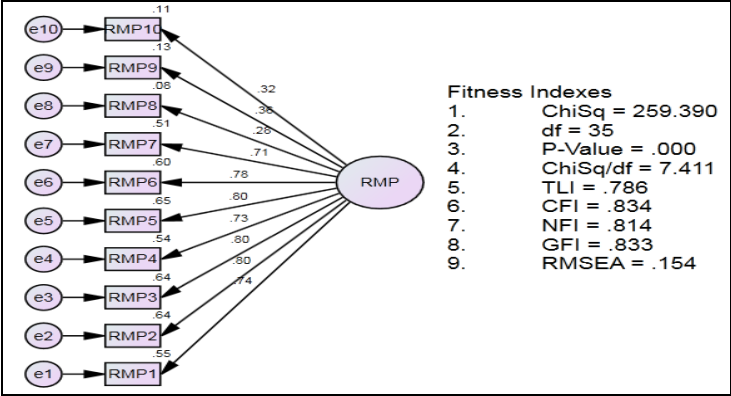 .11
e10 RMP10
.13
e9 RMP9
.08
e8 RMP8
.51
e7 RMP7
.60
e6 RMP6
.65
e5 RMP5
.54
e4 RMP4
.64
e3 RMP3
.64
e2 RMP2
.55
e1 RMP1
.32
.36
.28
.71
.78
.80
.73
.80
.80
.74
RMP
Fitness Indexes
1. ChiSq = 259.390
2. df = 35
3. P-Value = .000
4. ChiSq/df = 7.411
5. TLI = .786
6. CFI = .834
7. NFI = .814
8. GFI = .833
9. RMSEA = .154